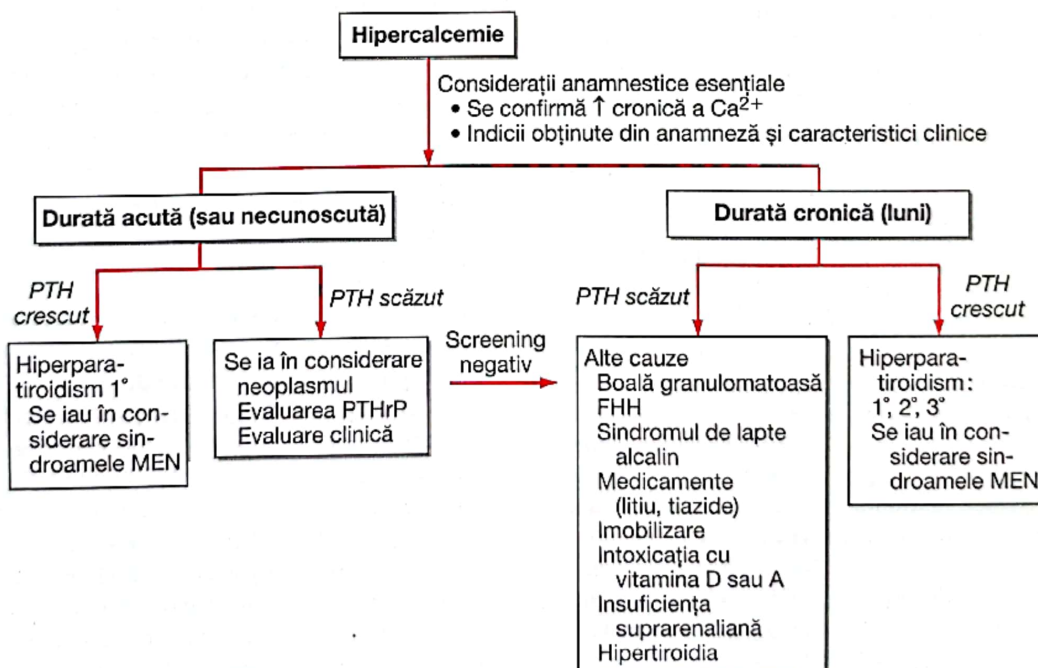 Hipercalcemie
Considerații anamnestice esențiale
• Se confirmă ↑ cronică a Ca²⁺
• Indicii obținute din anamneză și caracteristici clinice
Durată acută (sau necunoscută)
Durată cronică (luni)
PTH
crescut
PTH scăzut
PTH scăzut
PTH
crescut
Hiperpara-
tiroidism 1°
Se iau în con-
siderare sin-
droamele MEN
Se ia în considerare
neoplasmul
Evaluarea PTHrP
Evaluare clinică
Screening
negativ
Alte cauze
Boală granulomatoasă
FHH
Sindromul de lapte
alcalin
Medicamente
(litiu, tiazide)
Imobilizare
Intoxicația cu
vitamina D sau A
Insuficiența
suprarenaliană
Hipertiroidia
Hiperpara-
tiroidism:
1°, 2°, 3°
Se iau în con-
siderare sin-
droamele MEN